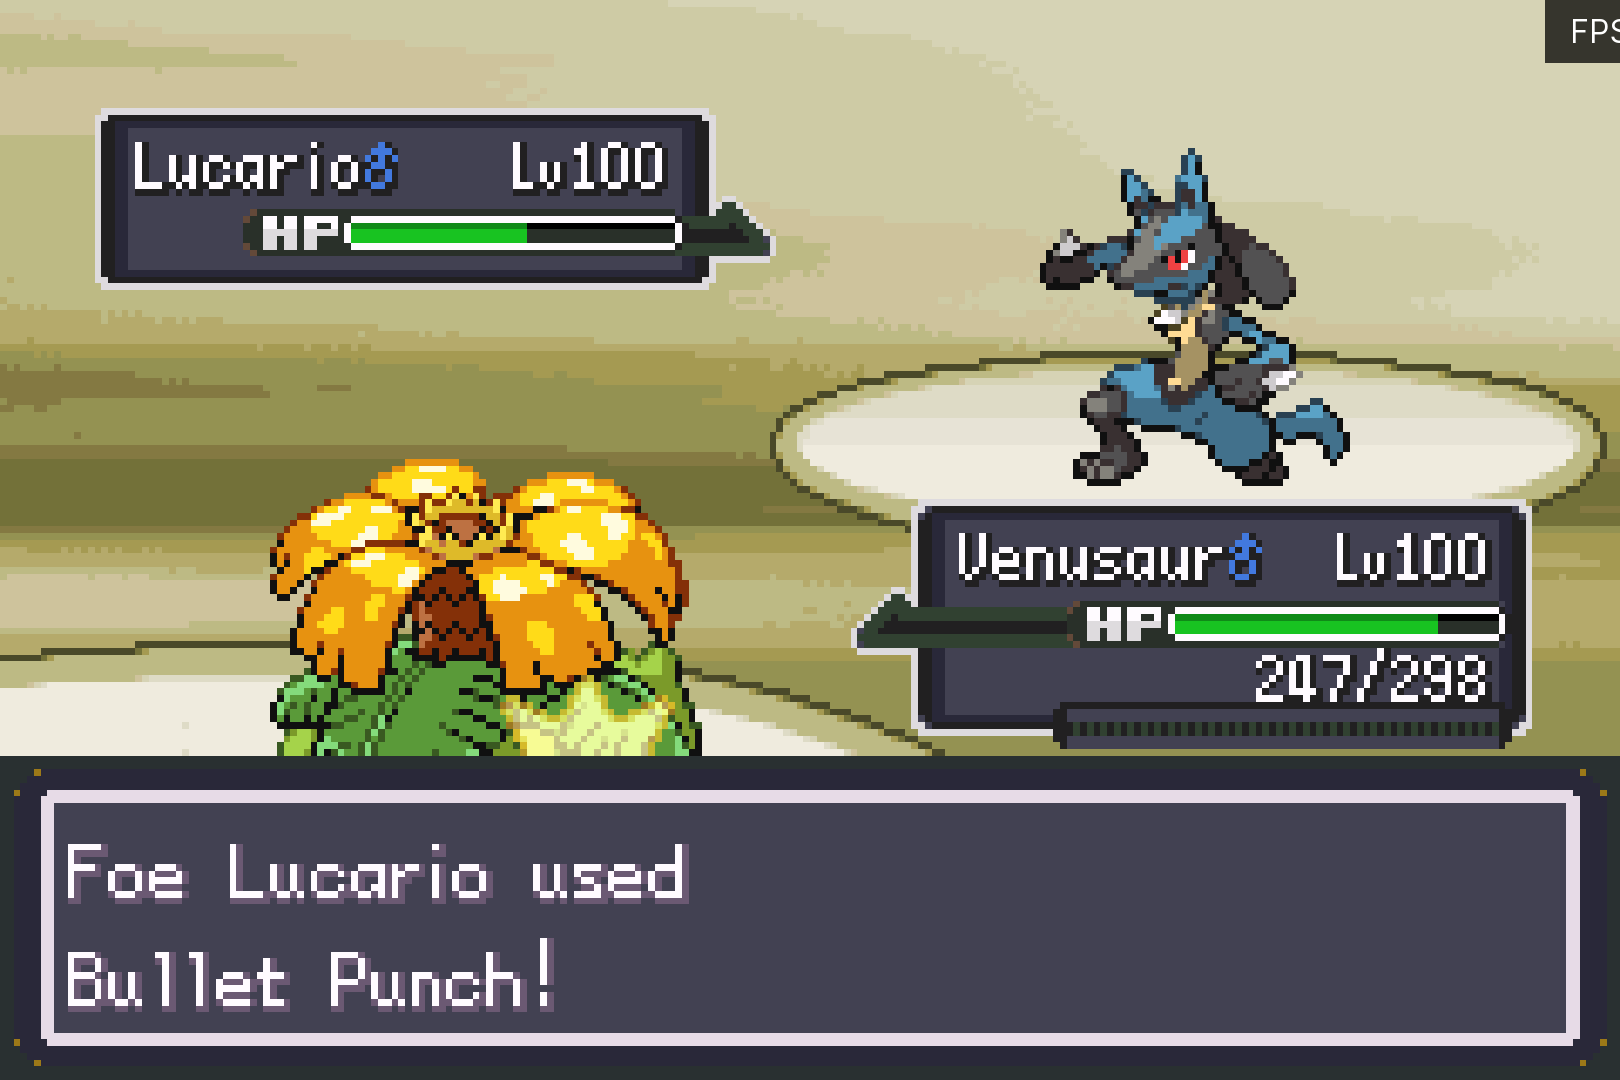 FPS
Lucario♂ Lv100
HP
Venusaur♂ Lv100
HP
247/298
Foe Lucario used
Bullet Punch!